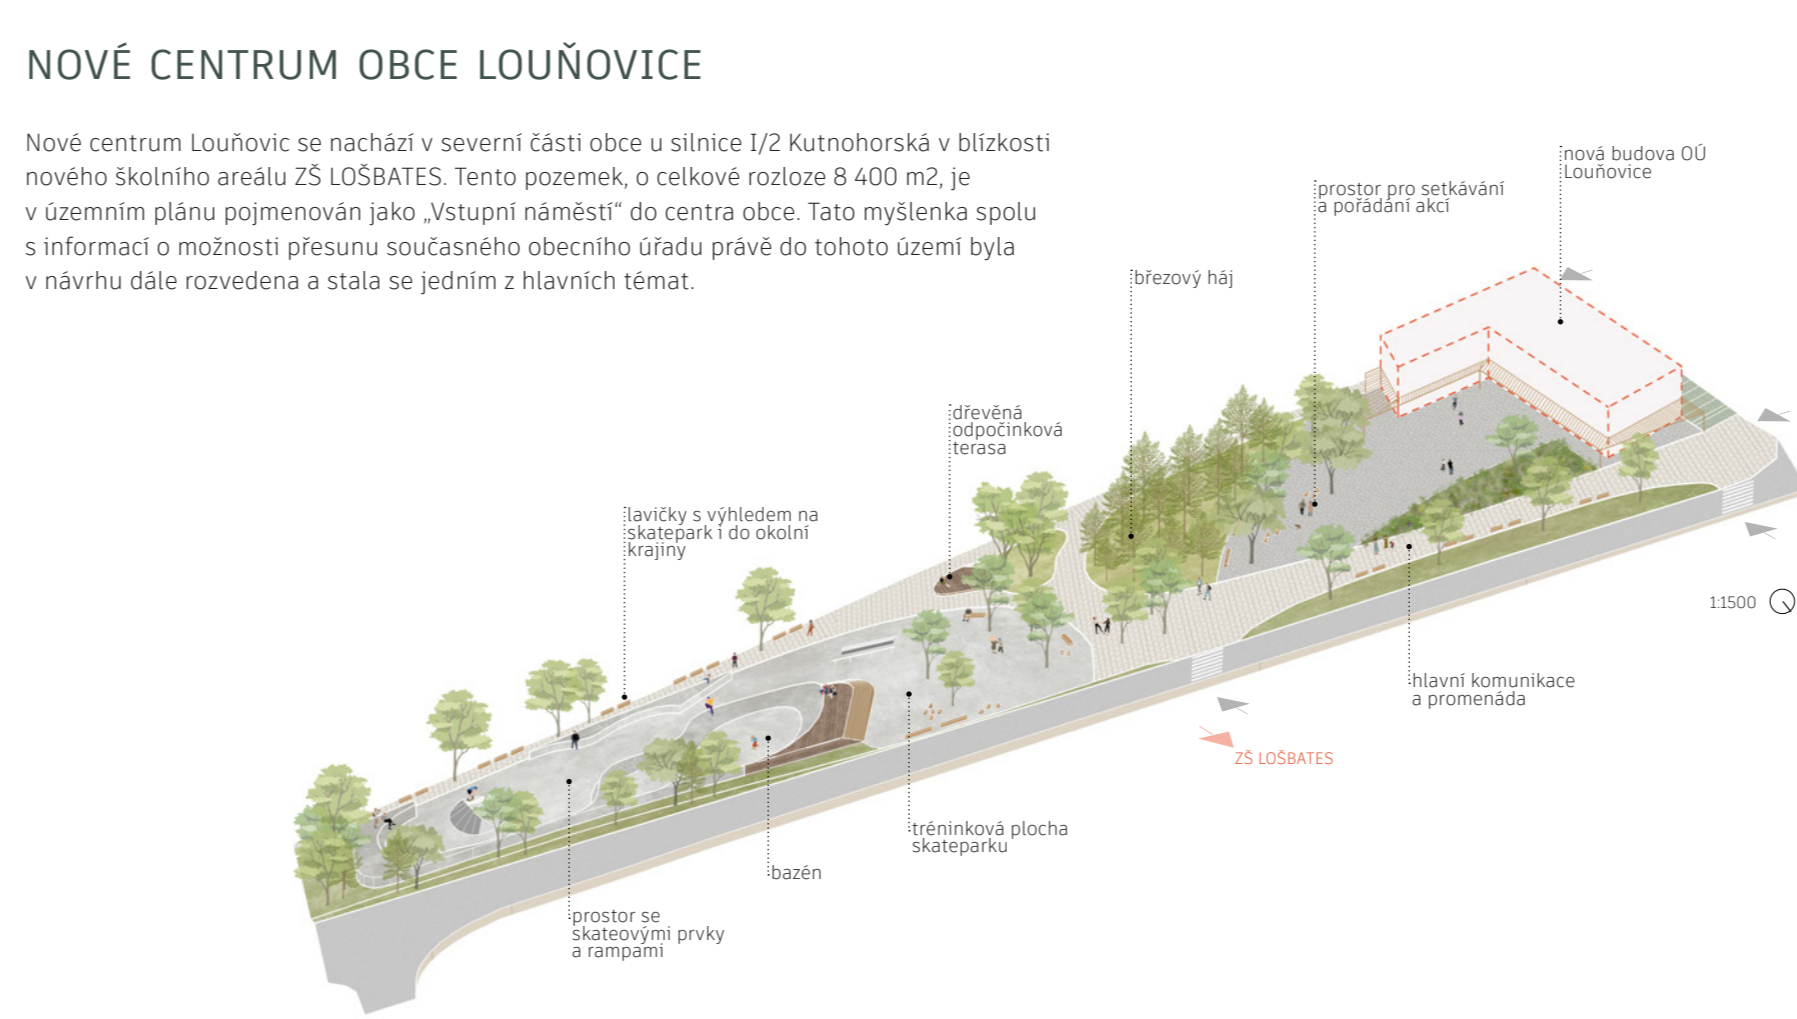 NOVÉ CENTRUM OBCE LOUŇOVICE
Nové centrum Louňovic se nachází v severní části obce u silnice I/2 Kutnohorská v blízkosti
nového školního areálu ZŠ LOŠBATES. Tento pozemek, o celkové rozloze 8 400 m2, je
v územním plánu pojmenován jako „Vstupní náměstí“ do centra obce. Tato myšlenka spolu
s informací o možnosti přesunu současného obecního úřadu právě do tohoto území byla
v návrhu dále rozvedena a stala se jedním z hlavních témat.
nová budova OÚ
Louňovice
prostor pro setkávání
a pořádání akcí
březový háj
dřevěná
odpočinková
terasa
lavičky s výhledem na
skatepark i do okolní
krajiny
1:1500
hlavní komunikace
a promenáda
ZŠ LOŠBATES
tréninková plocha
skateparku
bazén
prostor se
skateovými prvky
a rampami